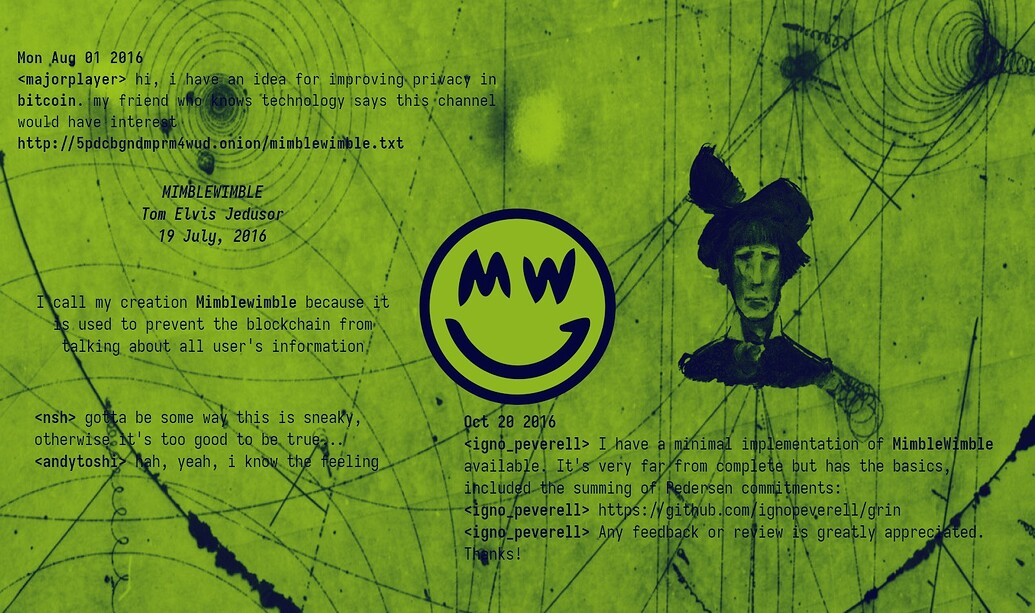 Mon Aug 01 2016
<majorplayer> hi, i have an idea for improving privacy in
bitcoin. my friend who knows technology says this channel
would have interest
http://5pdcbgndmprm4wud.onion/mimblewimble.txt
MIMBLEWIMBLE
Tom Elvis Jedusor
19 July, 2016
I call my creation Mimblewimble because it
is used to prevent the blockchain from
talking about all user's information
<nsh> gotta be some way this is sneaky,
otherwise it's too good to be true...
<andytoshi> hah, yeah, i know the feeling
MW
Oct 20 2016
<igno_peverell> I have a minimal implementation of MimbleWimble
available. It's very far from complete but has the basics,
included the summing of Pedersen commitments:
<igno_peverell> https://github.com/ignopeverell/grin
<igno_peverell> Any feedback or review is greatly appreciated.
Thanks!